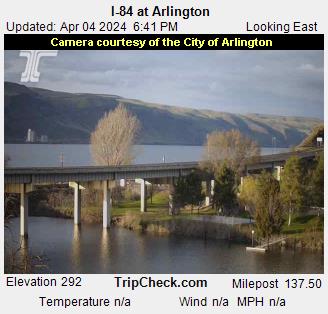 I-84 at Arlington
Updated: Apr 04 2024 6:41 PM Looking East
Camera courtesy of the City of Arlington
Elevation 292 TripCheck.com Milepost 137.50
Temperature n/a Wind n/a MPH n/a